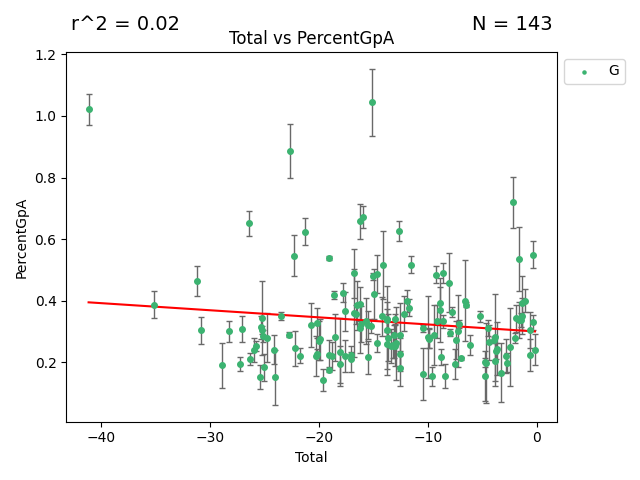 r^2 = 0.02
N = 143
Total vs PercentGpA
G
PercentGpA
1.2
1.0
0.8
0.6
0.4
0.2
−40
−30
−20
−10
0
Total